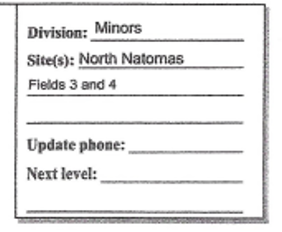 Division: Minors
Site(s): North Natomas
Fields 3 and 4
Update phone:
Next level: